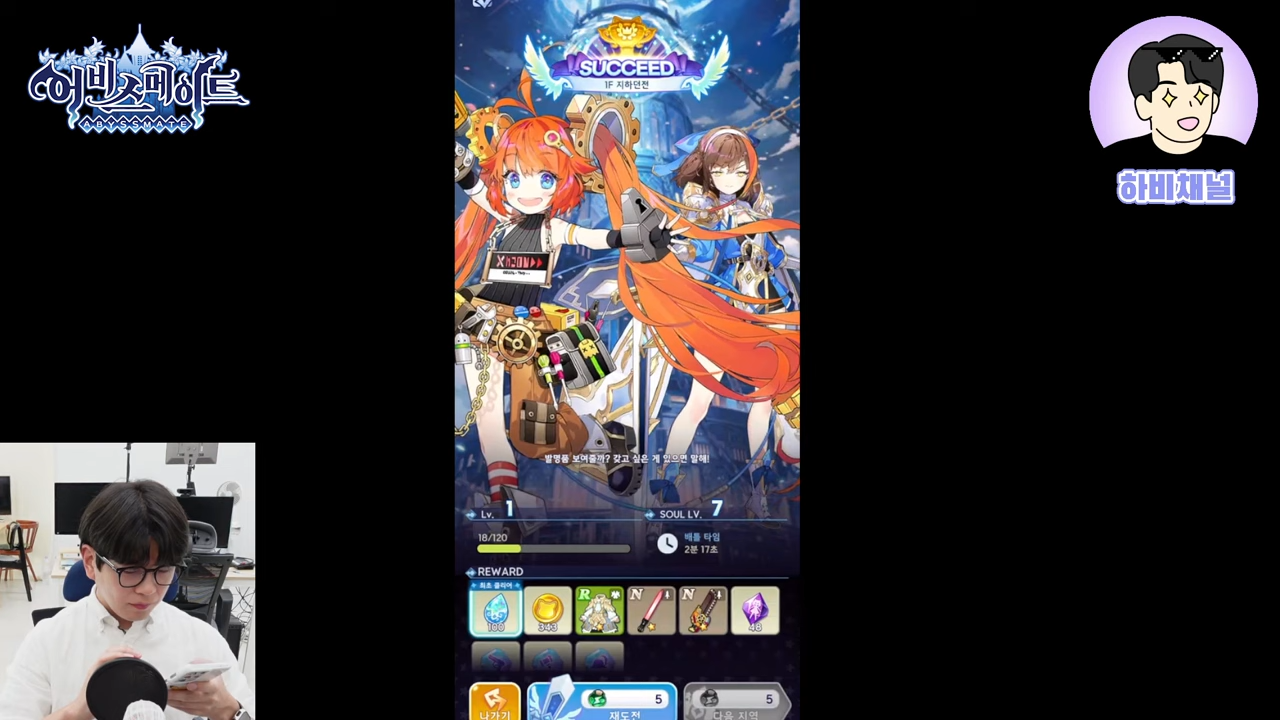 어빗스메이트
ABYSSMATE
하비채널
SUCCEED
1F 지하던전
발명품 보여줄까? 갖고 싶은 게 있으면 말해!
Lv. 1
SOUL LV. 7
18/120
배틀 타임
2분 17초
REWARD
최초 클리어
100
343
R
N
N
48
나가기
5
재도전
5
다음 지역